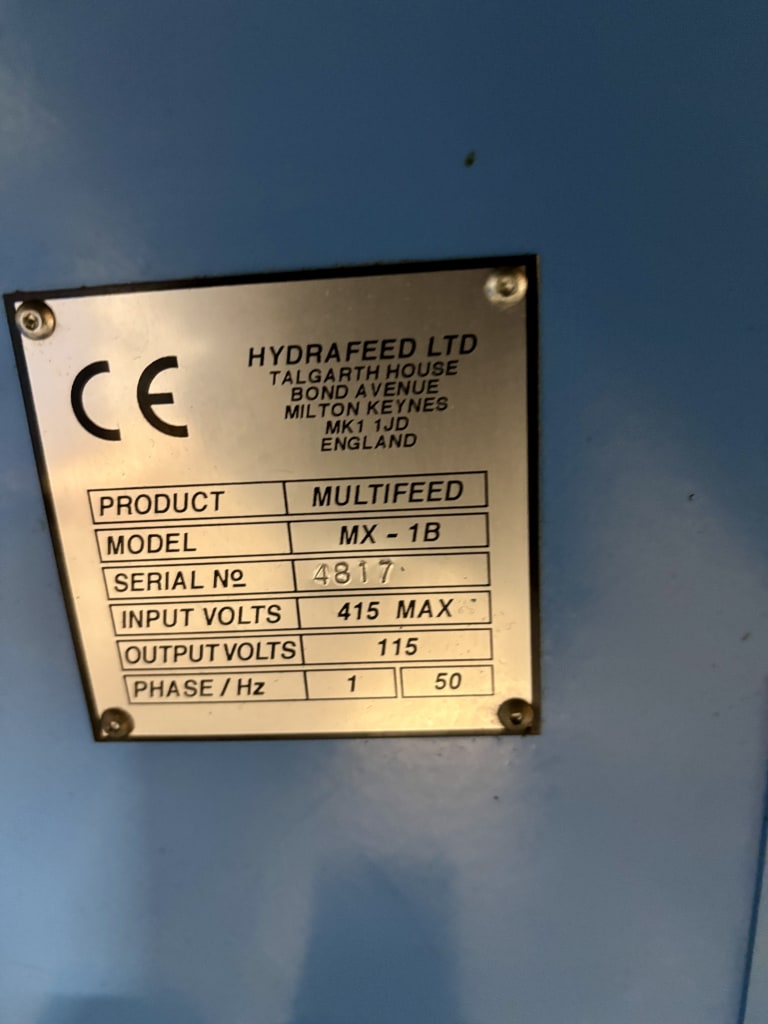 CE
HYDRAFEED LTD
TALGARTH HOUSE
BOND AVENUE
MILTON KEYNES
MK1 1JD
ENGLAND
PRODUCT MULTIFEED
MODEL MX - 1B
SERIAL Nº 4817
INPUT VOLTS 415 MAX
OUTPUT VOLTS 115
PHASE / Hz 1 50